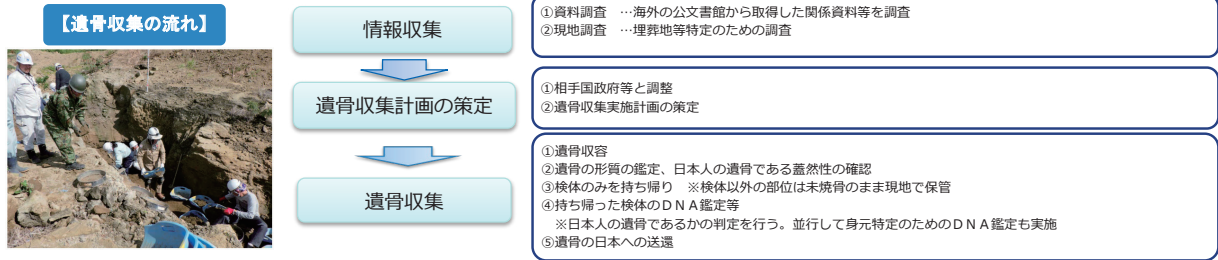 【遺骨収集の流れ】
情報収集
①資料調査　…海外の公文書館から取得した関係資料等を調査
②現地調査　…埋葬地等特定のための調査
遺骨収集計画の策定
①相手国政府等と調整
②遺骨収集実施計画の策定
遺骨収集
①遺骨収容
②遺骨の形質の鑑定、日本人の遺骨である蓋然性の確認
③検体のみを持ち帰り　※検体以外の部位は未焼骨のまま現地で保管
④持ち帰った検体のＤＮＡ鑑定等
※日本人の遺骨であるかの判定を行う。並行して身元特定のためのＤＮＡ鑑定も実施
⑤遺骨の日本への送還